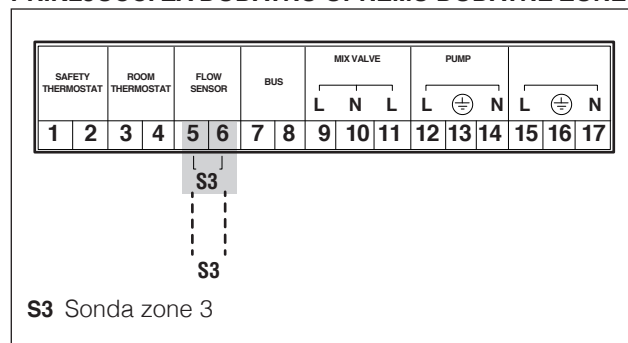 SAFETY THERMOSTAT ROOM THERMOSTAT FLOW SENSOR BUS MIX VALVE PUMP
L N L L N L N
1 2 3 4 5 6 7 8 9 10 11 12 13 14 15 16 17
S3
S3
S3 Sonda zone 3